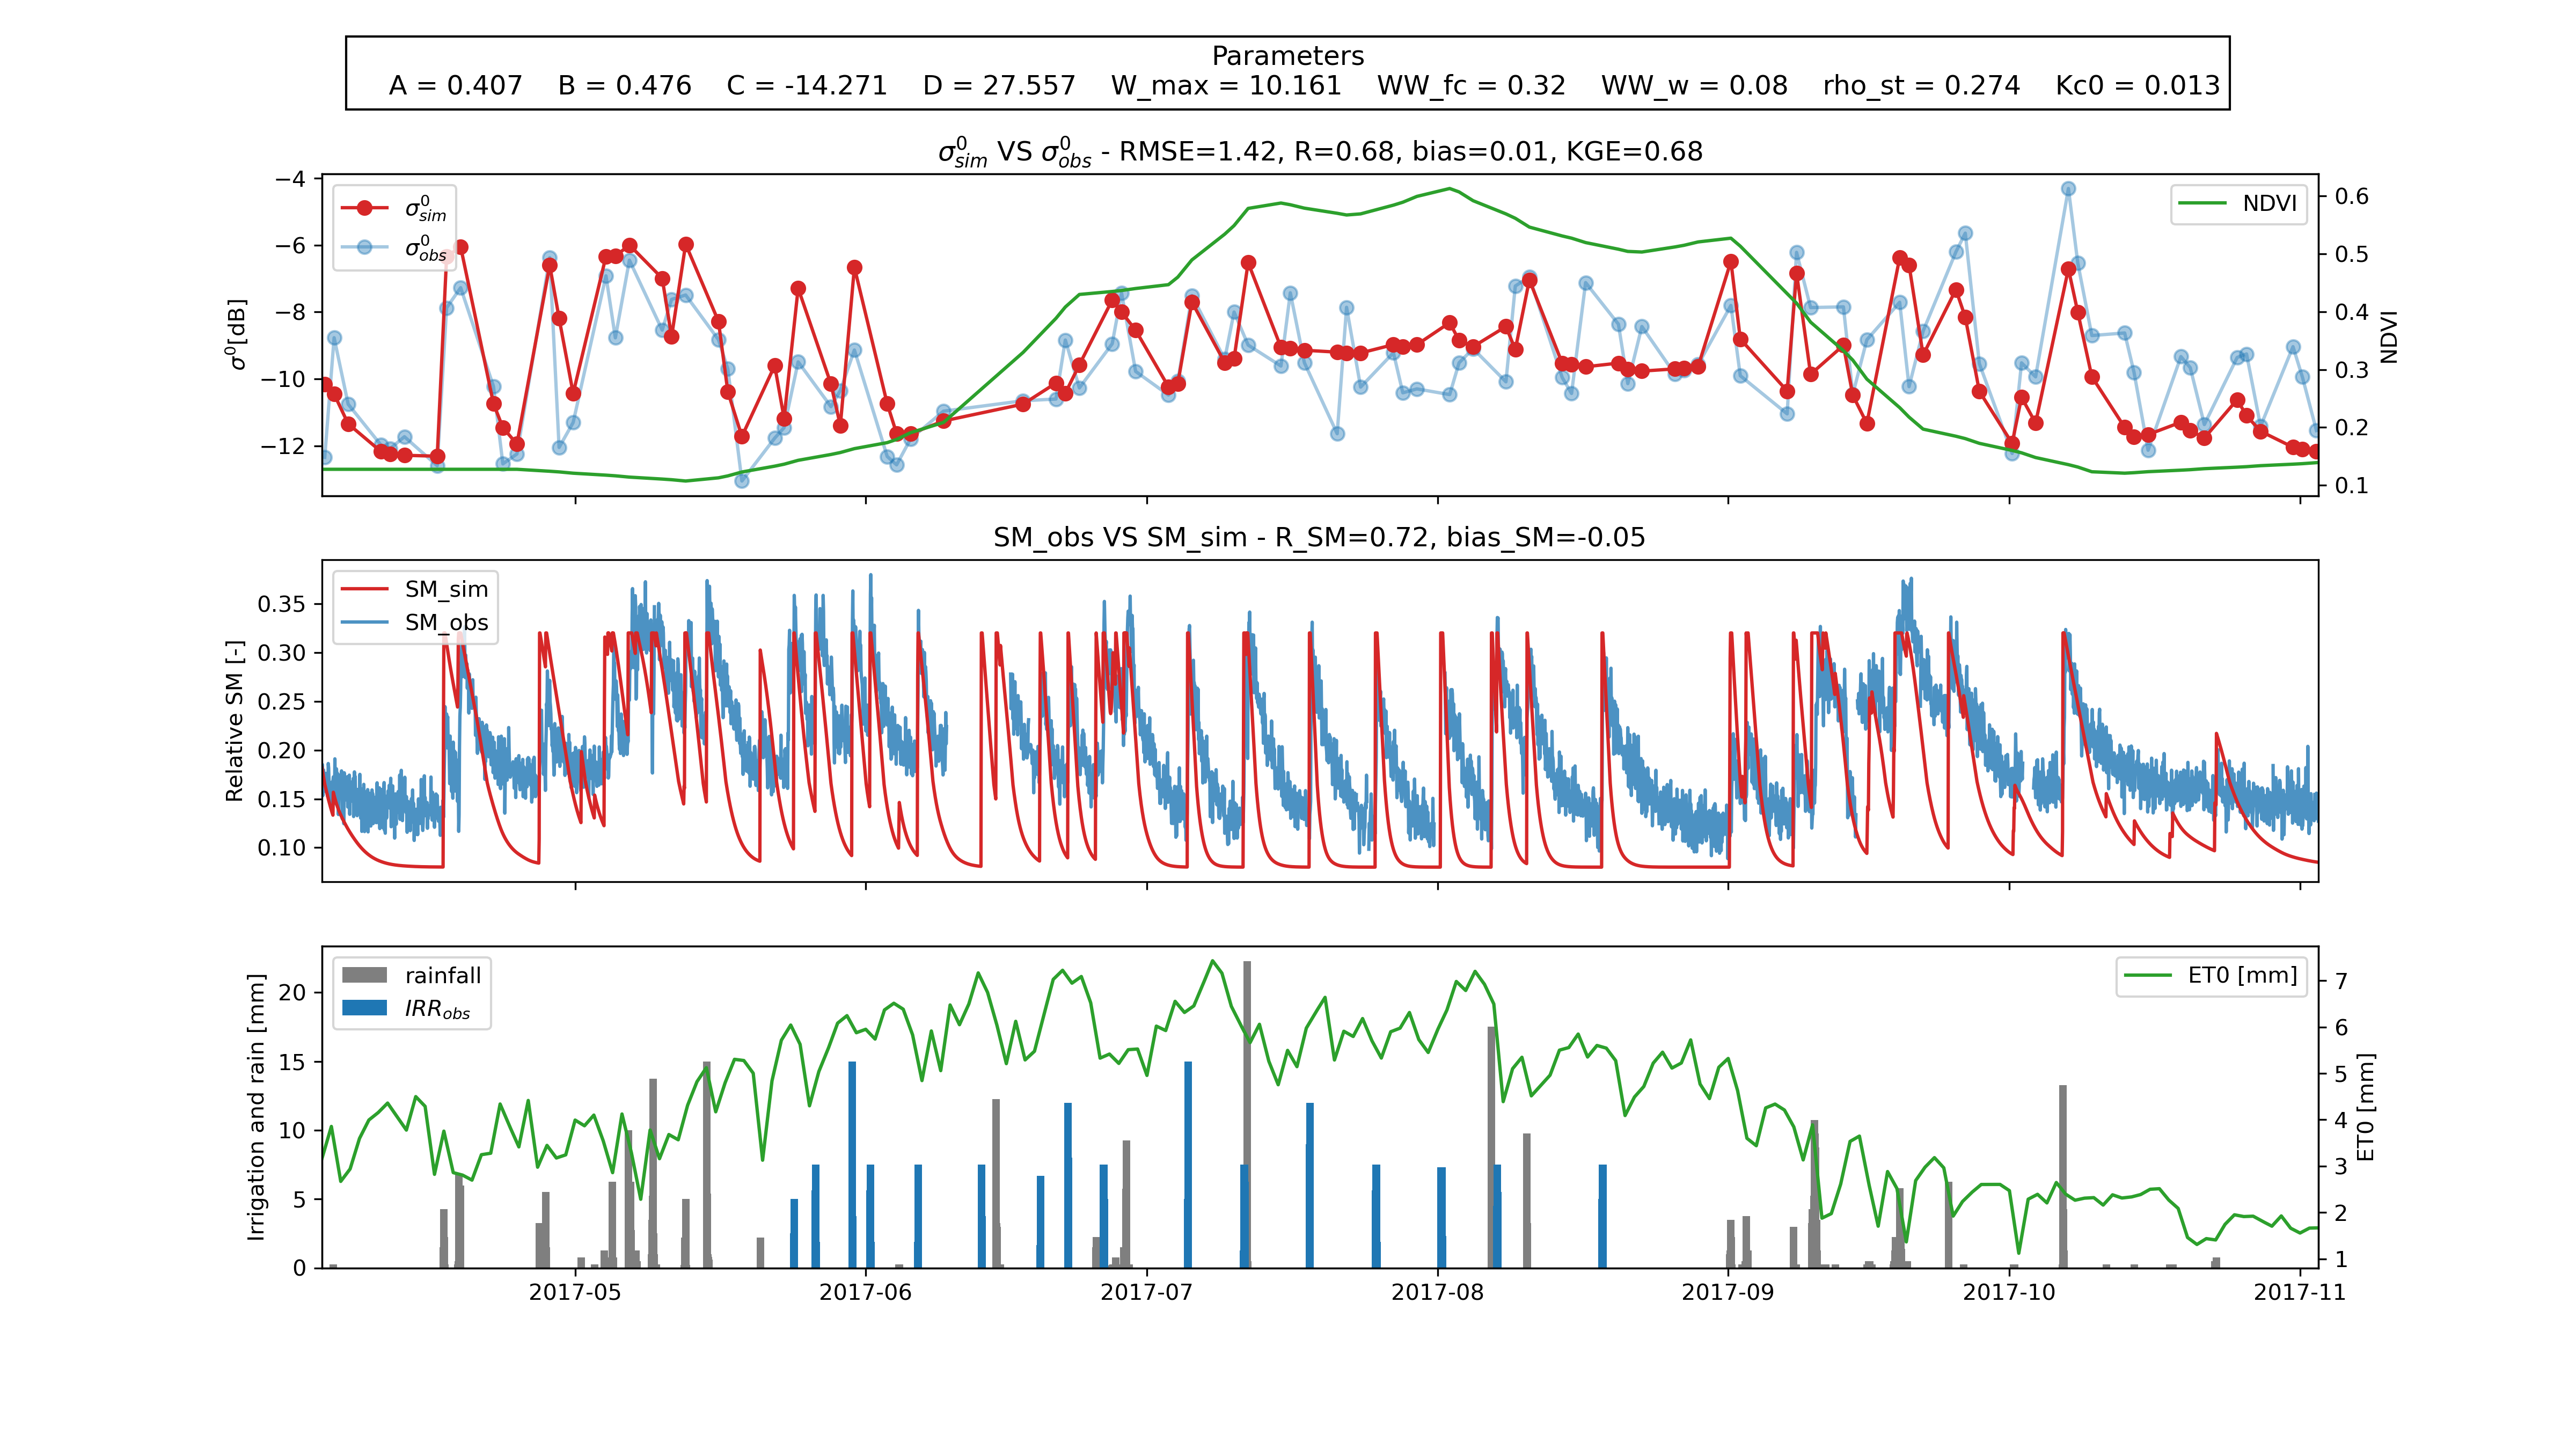 Parameters
A = 0.407 B = 0.476 C = -14.271 D = 27.557 W_max = 10.161 WW_fc = 0.32 WW_w = 0.08 rho_st = 0.274 Kc0 = 0.013
σ⁰sim VS σ⁰obs - RMSE=1.42, R=0.68, bias=0.01, KGE=0.68
σ⁰sim
σ⁰obs
NDVI
σ⁰[dB]
−4
−6
−8
−10
−12
0.6
0.5
0.4
0.3
0.2
0.1
NDVI
SM_obs VS SM_sim - R_SM=0.72, bias_SM=-0.05
SM_sim
SM_obs
Relative SM [-]
0.35
0.30
0.25
0.20
0.15
0.10
rainfall
IRRobs
ET0 [mm]
Irrigation and rain [mm]
20
15
10
5
0
7
6
5
4
3
2
1
ET0 [mm]
2017-05 2017-06 2017-07 2017-08 2017-09 2017-10 2017-11